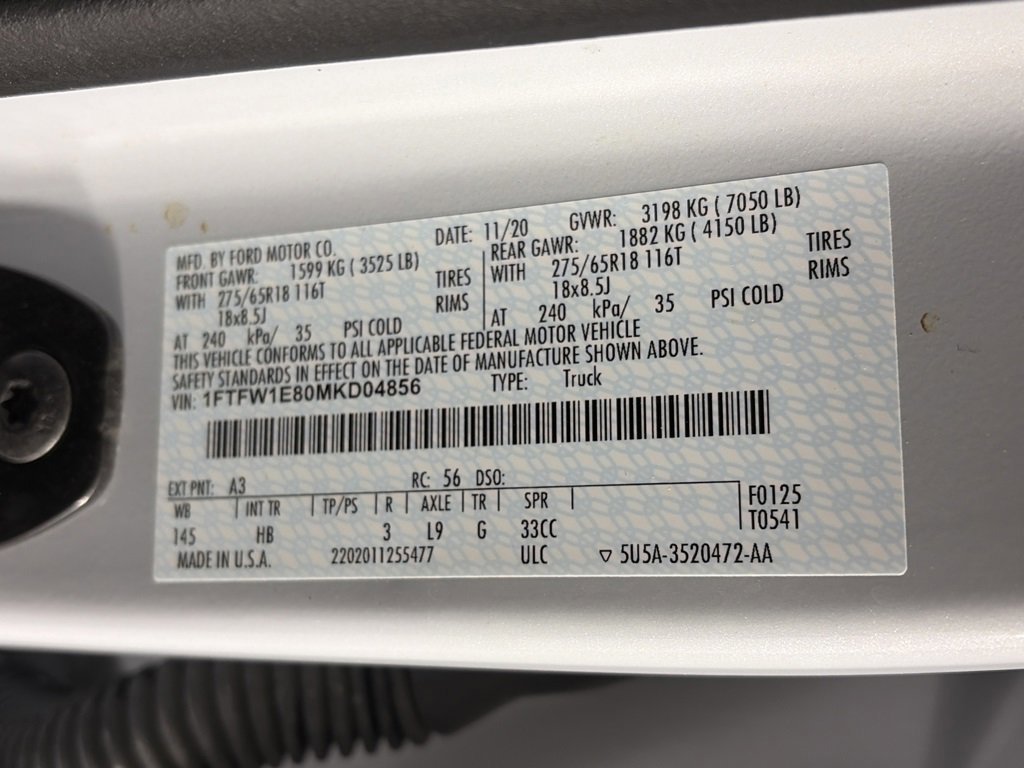 MFD. BY FORD MOTOR CO. DATE: 11/20 GVWR: 3198 KG ( 7050 LB)
FRONT GAWR: 1599 KG ( 3525 LB) REAR GAWR: 1882 KG ( 4150 LB)
WITH 275/65R18 116T TIRES WITH 275/65R18 116T TIRES
18x8.5J RIMS 18x8.5J RIMS
AT 240 kPa/ 35 PSI COLD AT 240 kPa/ 35 PSI COLD
THIS VEHICLE CONFORMS TO ALL APPLICABLE FEDERAL MOTOR VEHICLE
SAFETY STANDARDS IN EFFECT ON THE DATE OF MANUFACTURE SHOWN ABOVE.
VIN: 1FTFW1E80MKD04856 TYPE: Truck
EXT PNT: A3 RC: 56 DSO:
WB INT TR TP/PS R AXLE TR SPR F0125
145 HB 3 L9 G 33CC T0541
MADE IN U.S.A. 2202011255477 ULC ▽ 5U5A-3520472-AA